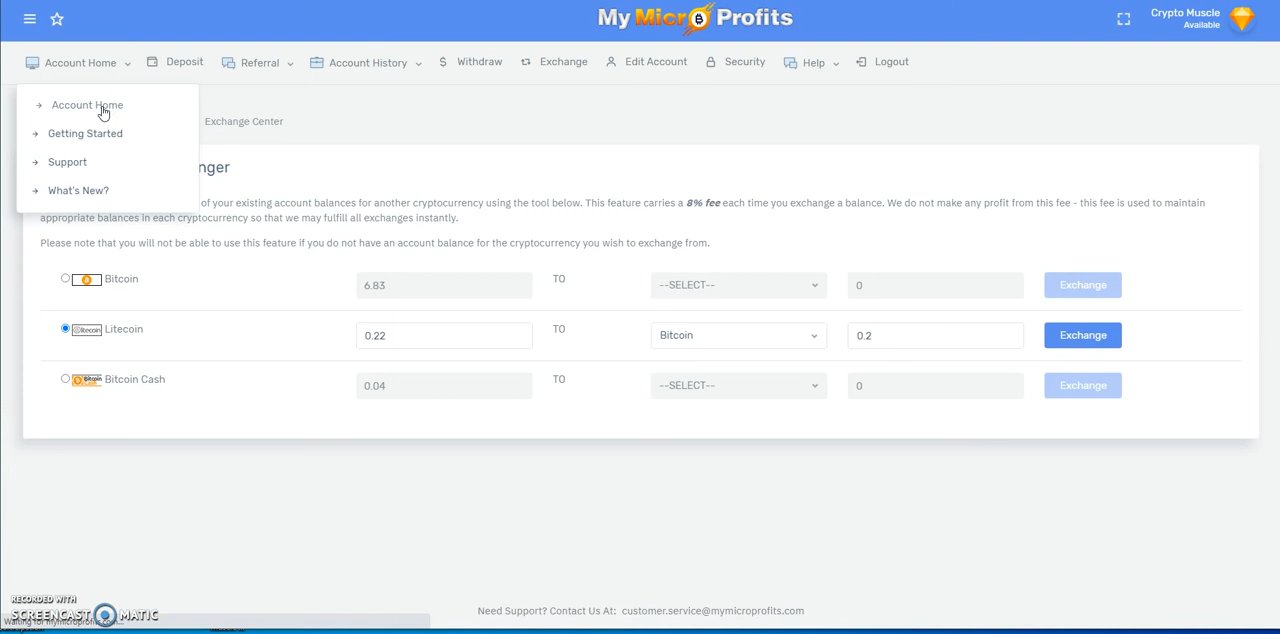 My Micro Profits
Crypto Muscle
Available
Account Home
Deposit
Referral
Account History
Withdraw
Exchange
Edit Account
Security
Help
Logout
Account Home
Getting Started
Support
What's New?
Exchange Center
nger
of your existing account balances for another cryptocurrency using the tool below. This feature carries a 8% fee each time you exchange a balance. We do not make any profit from this fee - this fee is used to maintain
appropriate balances in each cryptocurrency so that we may fulfill all exchanges instantly.
Please note that you will not be able to use this feature if you do not have an account balance for the cryptocurrency you wish to exchange from.
Bitcoin 6.83 TO --SELECT-- 0 Exchange
litecoin Litecoin 0.22 TO Bitcoin 0.2 Exchange
Bitcoin Cash Bitcoin Cash 0.04 TO --SELECT-- 0 Exchange
Need Support? Contact Us At: customer.service@mymicroprofits.com
RECORDED WITH
SCREENCAST MATIC
Waiting for mymicroprofits.com...